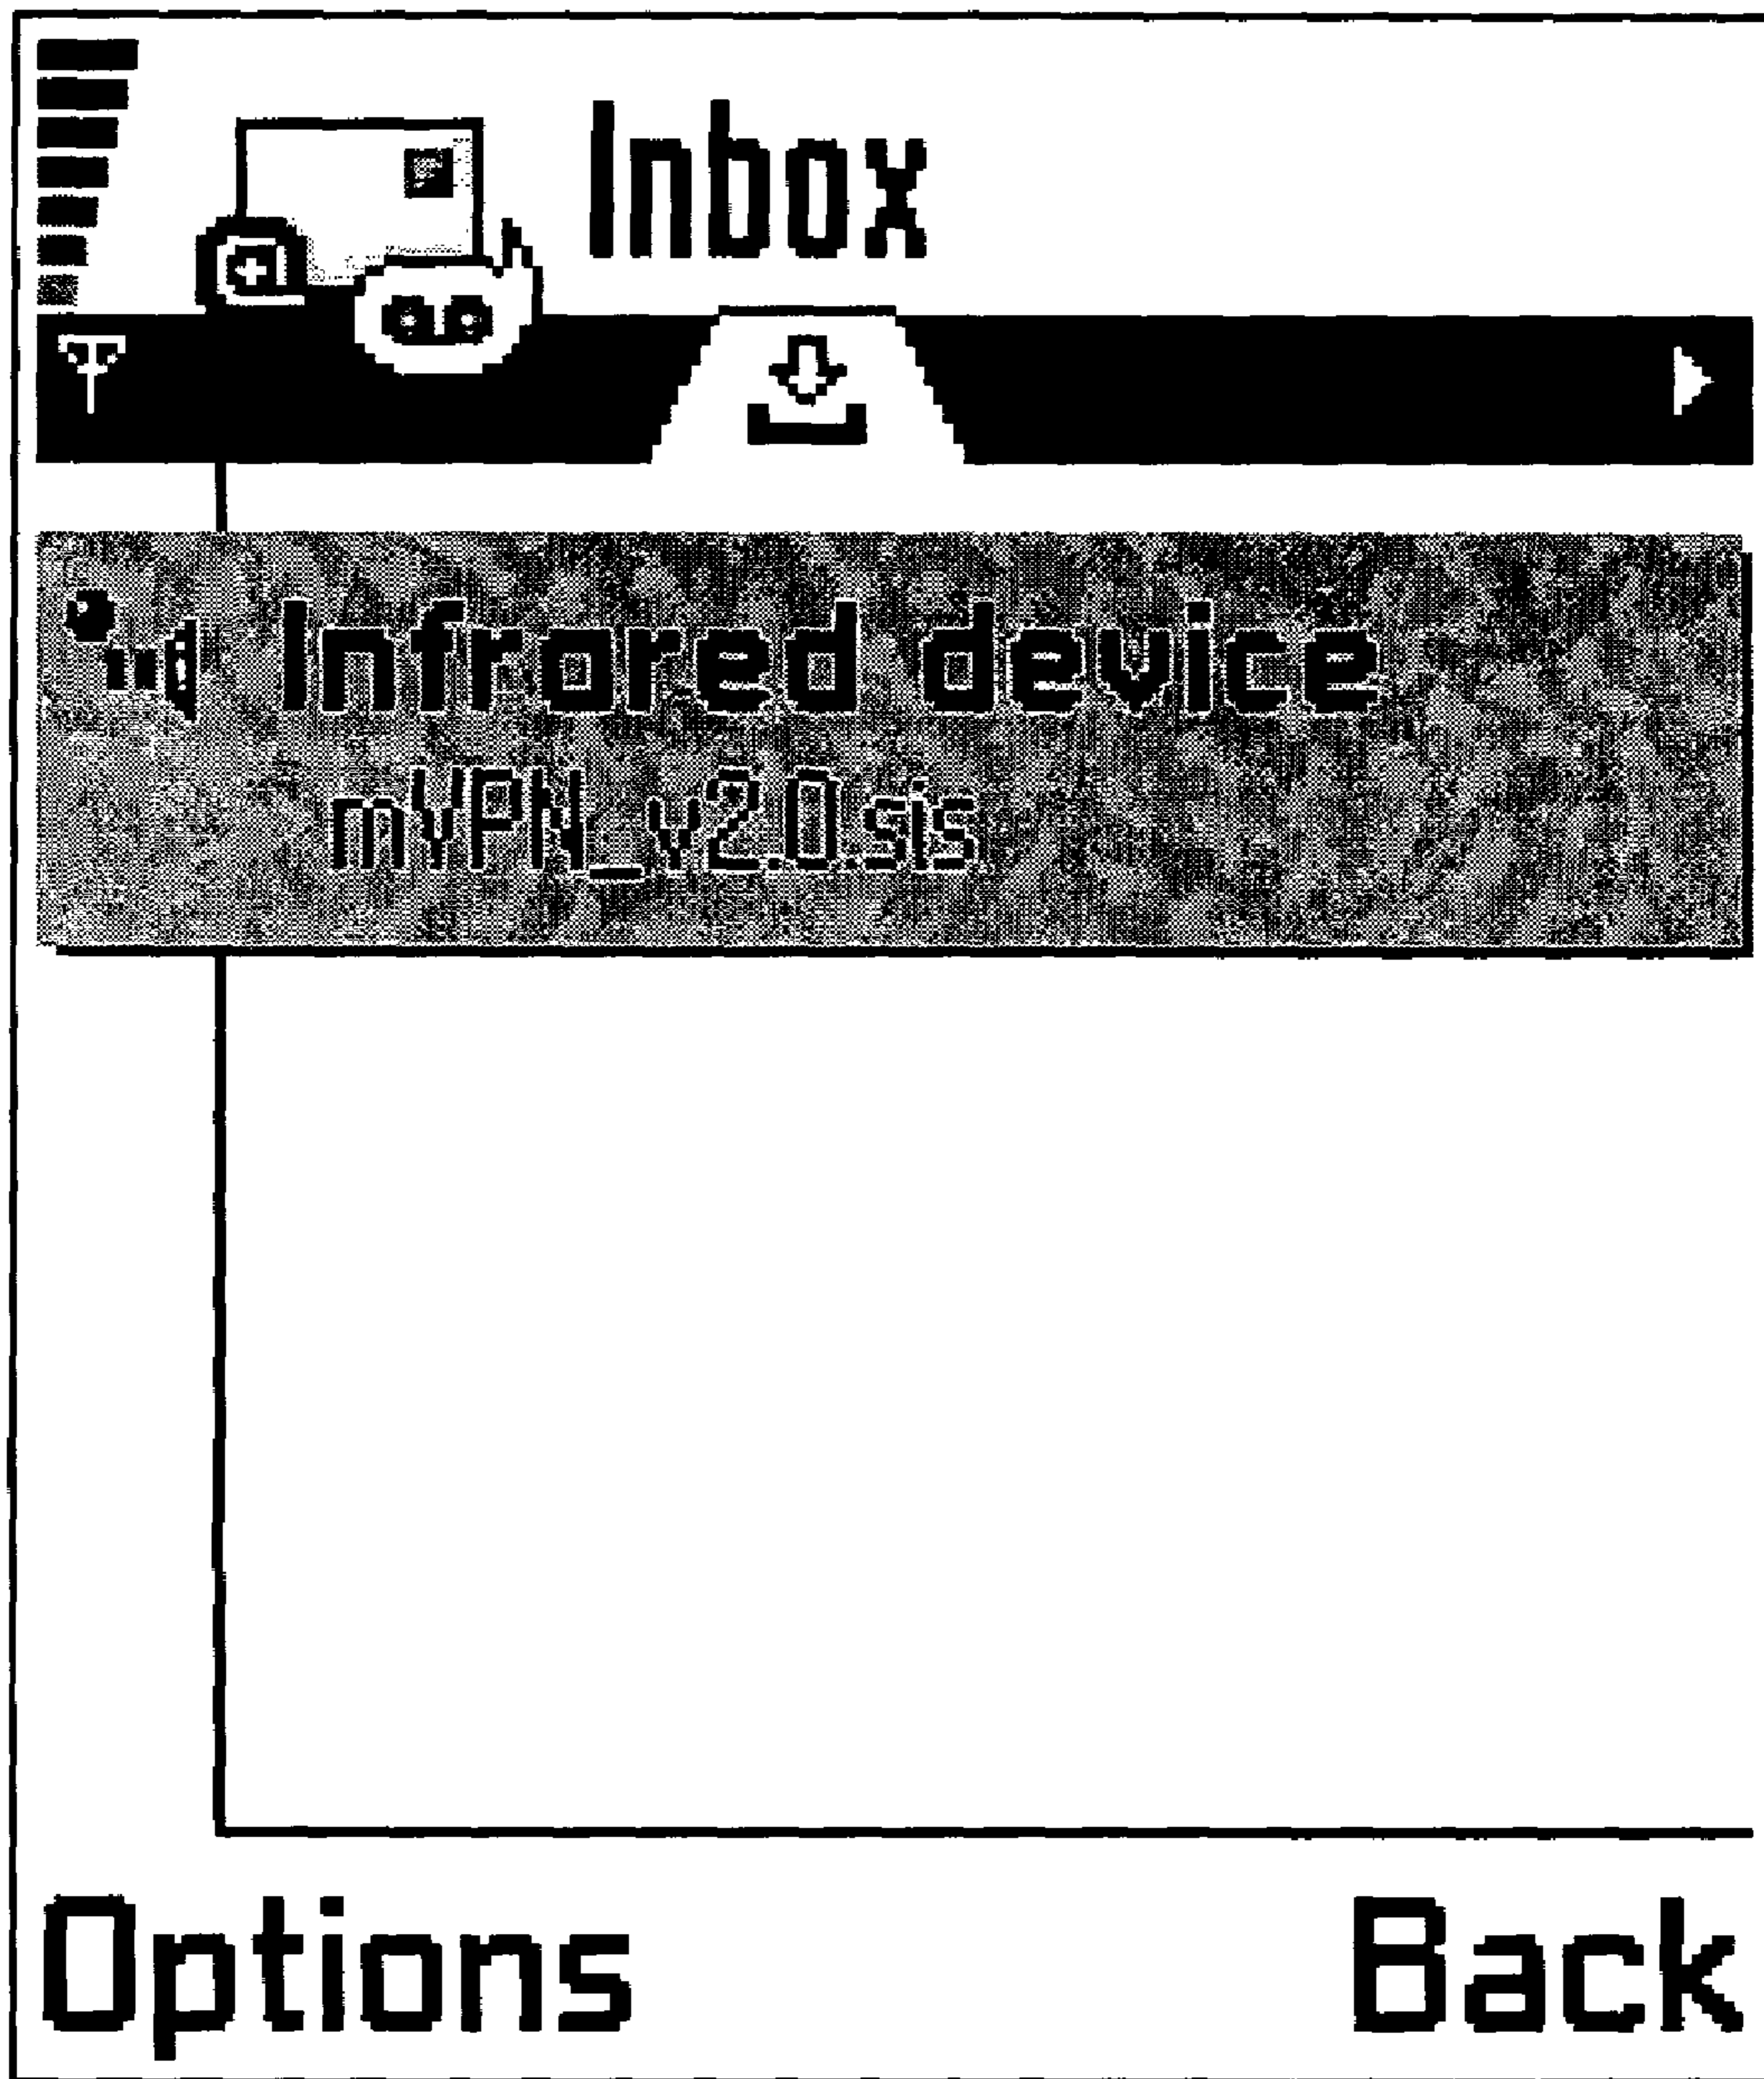 Inbox
Infrared device
mVPN_v2.0.sis
Options
Back